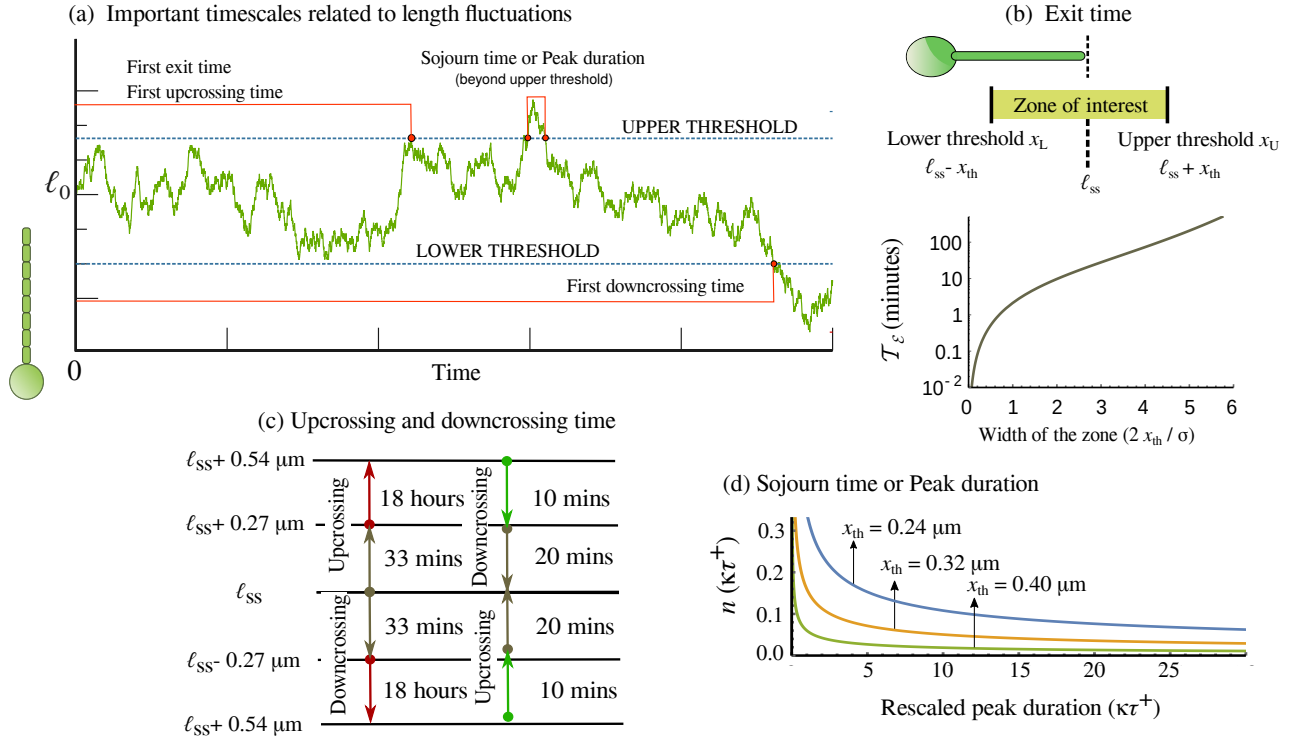 (a) Important timescales related to length fluctuations
First exit time
First upcrossing time
Sojourn time or Peak duration
(beyond upper threshold)
UPPER THRESHOLD
ℓ0
LOWER THRESHOLD
First downcrossing time
0
Time
(b) Exit time
Zone of interest
Lower threshold xL
ℓss- xth
Upper threshold xU
ℓss + xth
ℓss
𝒯ℰ (minutes)
100
10
1
0.1
10⁻²
0 1 2 3 4 5 6
Width of the zone (2 xth / σ)
(c) Upcrossing and downcrossing time
ℓSS+ 0.54 μm
Upcrossing
18 hours
Downcrossing
10 mins
ℓSS+ 0.27 μm
33 mins
20 mins
ℓSS
Downcrossing
33 mins
Upcrossing
20 mins
ℓSS- 0.27 μm
18 hours
10 mins
ℓSS+ 0.54 μm
(d) Sojourn time or Peak duration
n (κτ⁺)
0.3
0.2
0.1
0.0
xth = 0.24 μm
xth = 0.32 μm
xth = 0.40 μm
5 10 15 20 25
Rescaled peak duration (κτ⁺)